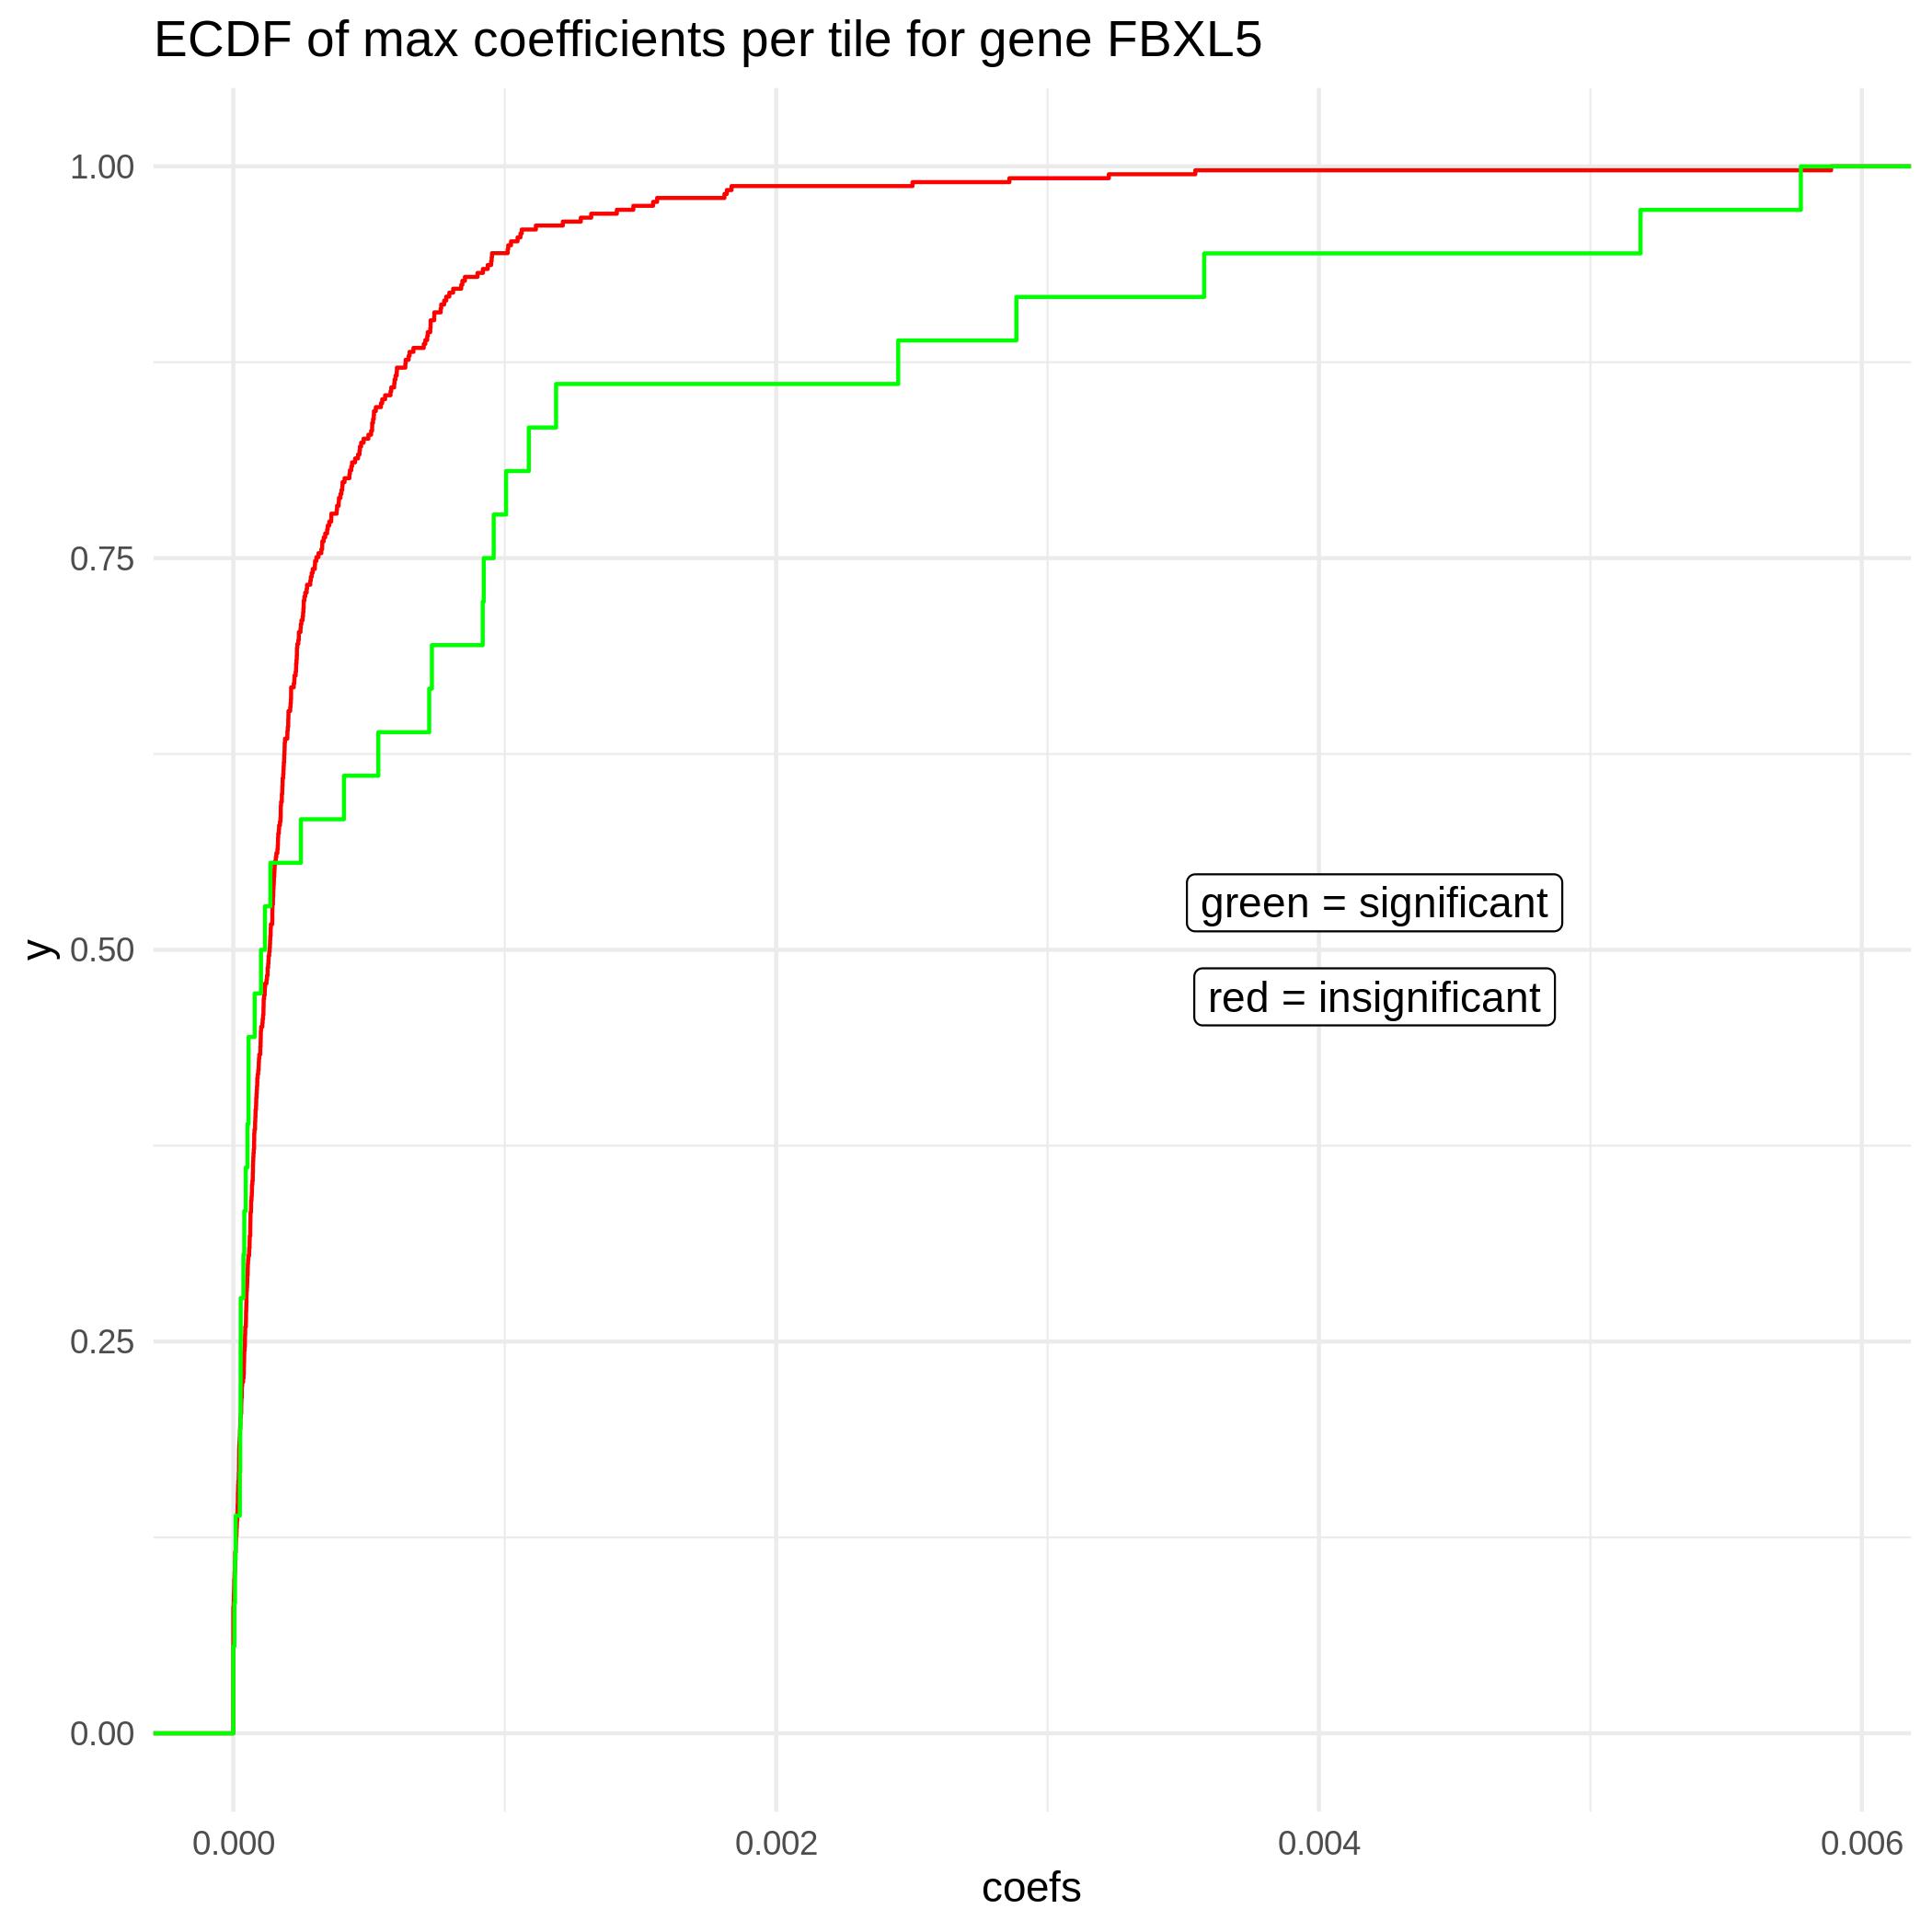 ECDF of max coefficients per tile for gene FBXL5
1.00
0.75
0.50
0.25
0.00
y
green = significant
red = insignificant
0.000
0.002
0.004
0.006
coefs